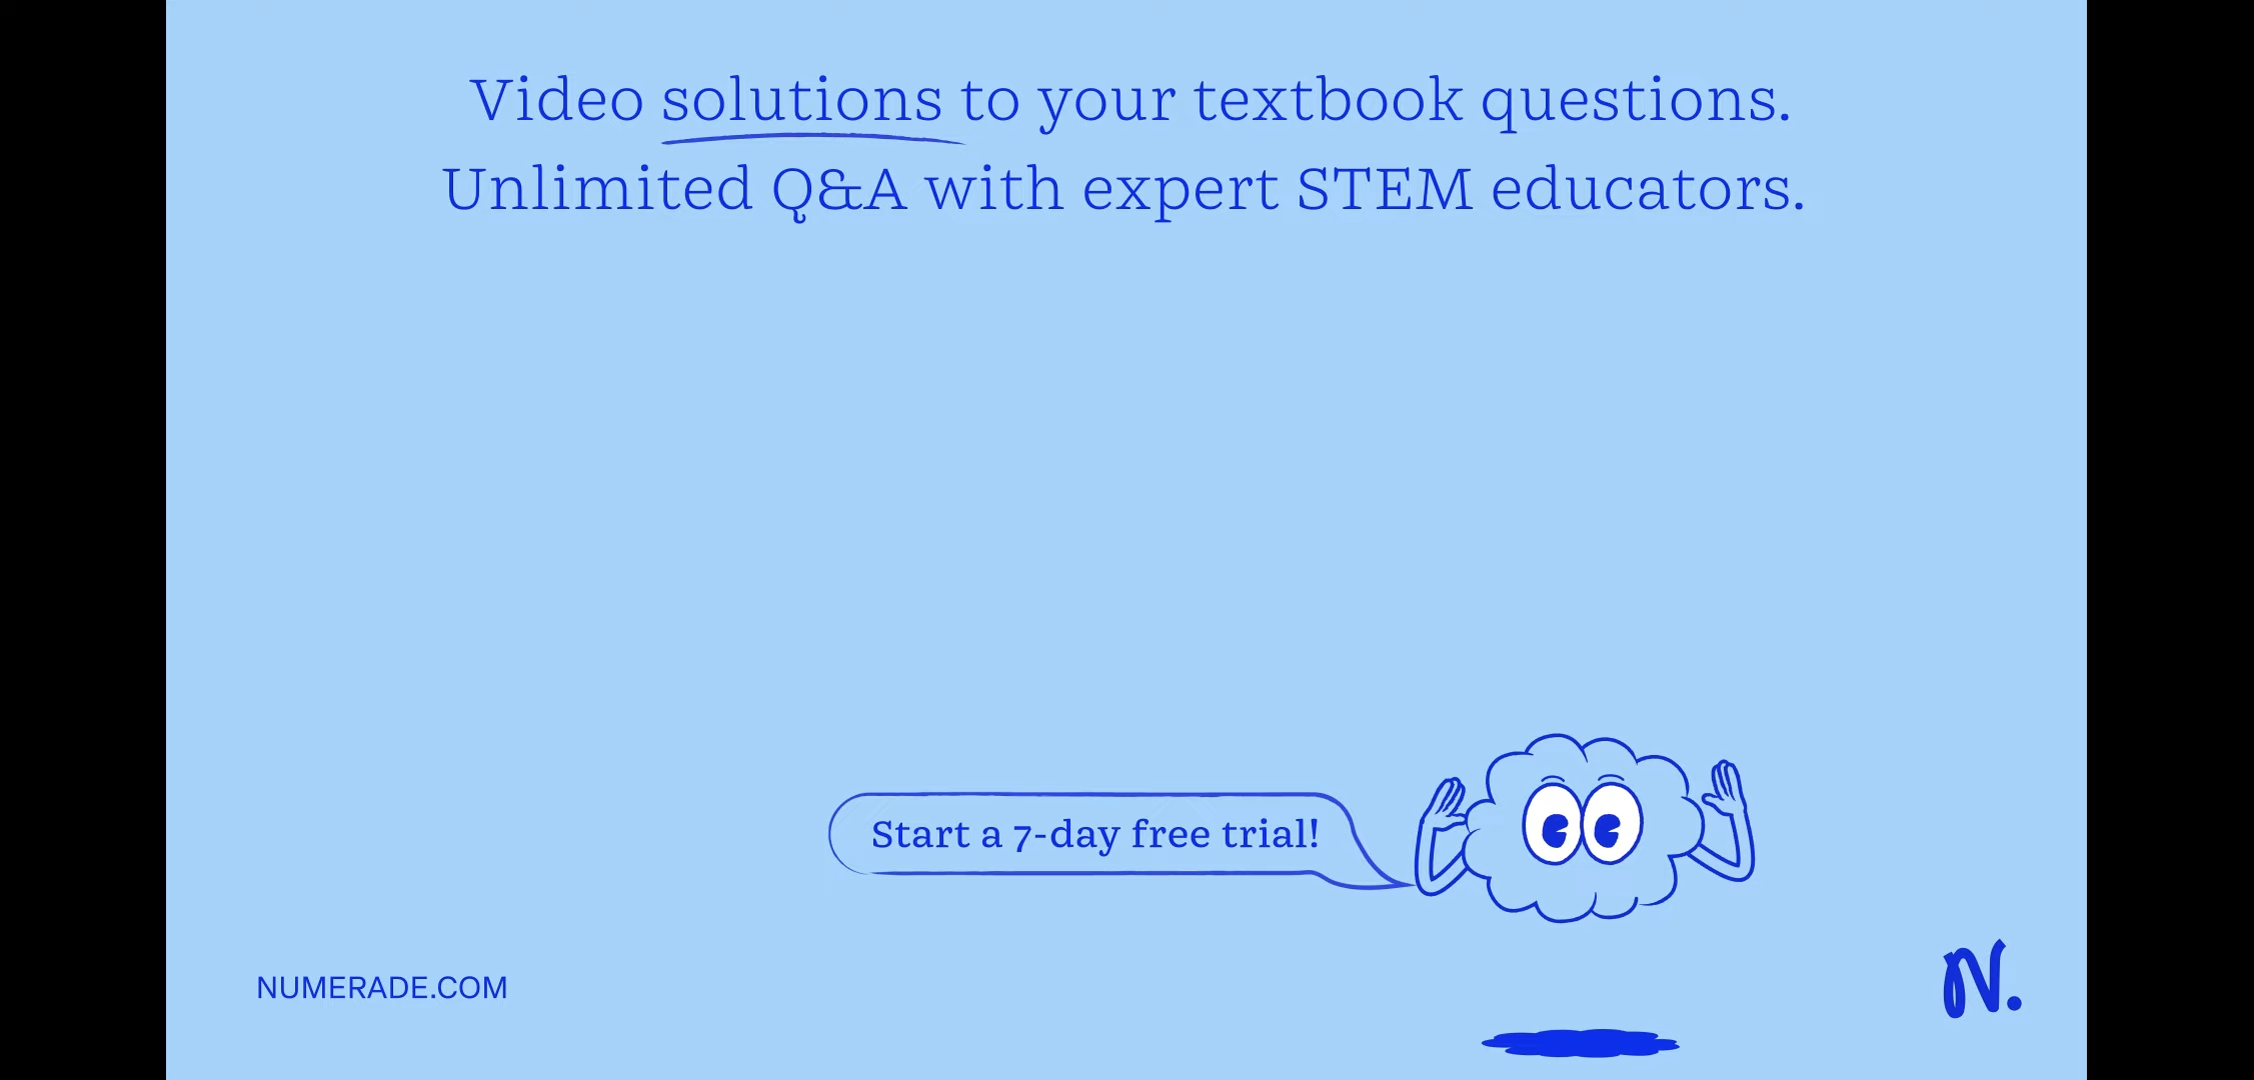 Video solutions to your textbook questions.
Unlimited Q&A with expert STEM educators.
Start a 7-day free trial!
NUMERADE.COM
N.